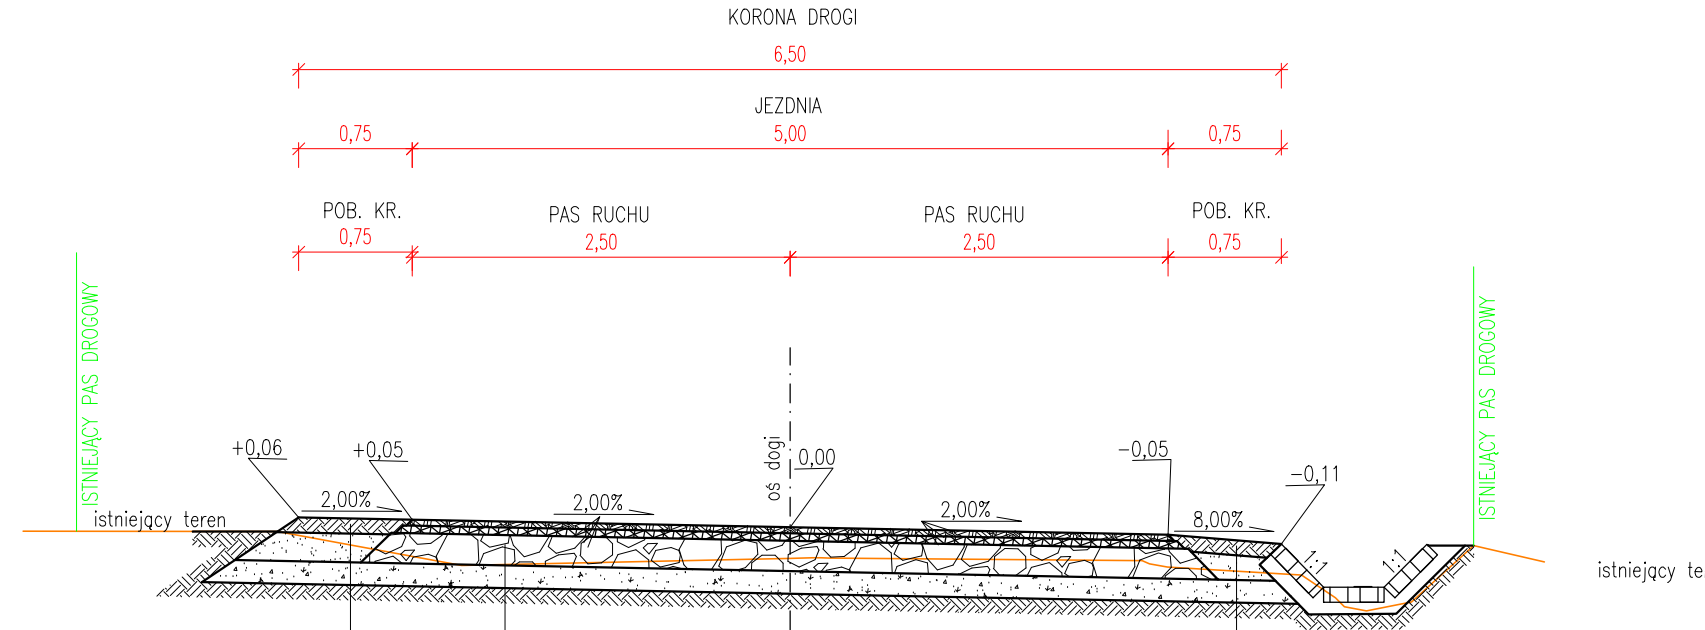 KORONA DROGI
6,50
JEZDNIA
0,75
5,00
0,75
POB. KR.
PAS RUCHU
PAS RUCHU
POB. KR.
0,75
2,50
2,50
0,75
ISTNIEJĄCY PAS DROGOWY
ISTNIEJĄCY PAS DROGOWY
oś dogi
+0,06
+0,05
0,00
-0,05
-0,11
istniejący teren
2,00%
2,00%
2,00%
8,00%
1:1
1:1
istniejący te